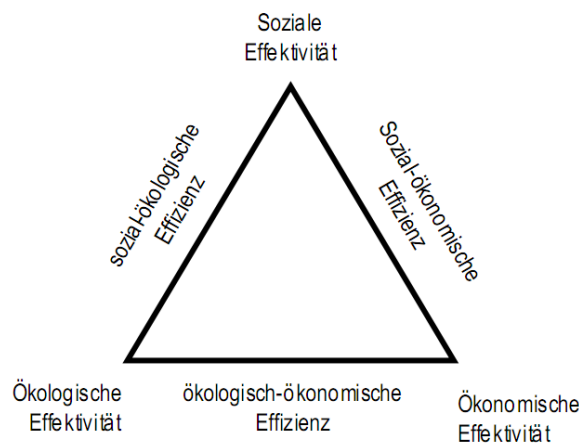 Soziale
Effektivität
sozial-ökologische
Effizienz
Sozial-ökonomische
Effizienz
Ökologische
Effektivität
ökologisch-ökonomische
Effizienz
Ökonomische
Effektivität